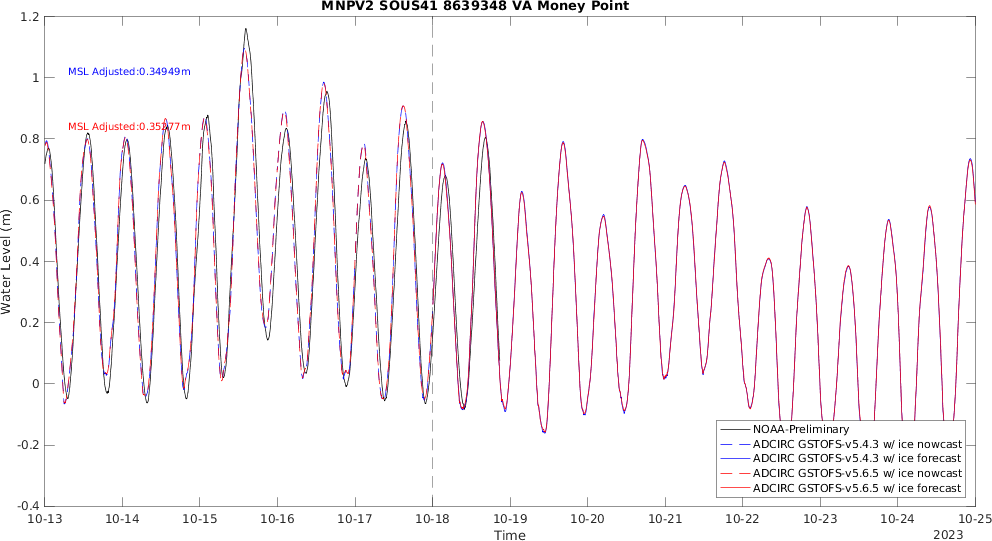 MNPV2 SOUS41 8639348 VA Money Point
1.2
1
0.8
0.6
0.4
0.2
0
-0.2
-0.4
Water Level (m)
MSL Adjusted:0.34949m
MSL Adjusted:0.35277m
NOAA-Preliminary
ADCIRC GSTOFS-v5.4.3 w/ ice nowcast
ADCIRC GSTOFS-v5.4.3 w/ ice forecast
ADCIRC GSTOFS-v5.6.5 w/ ice nowcast
ADCIRC GSTOFS-v5.6.5 w/ ice forecast
10-13 10-14 10-15 10-16 10-17 10-18 10-19 10-20 10-21 10-22 10-23 10-24 10-25
Time
2023